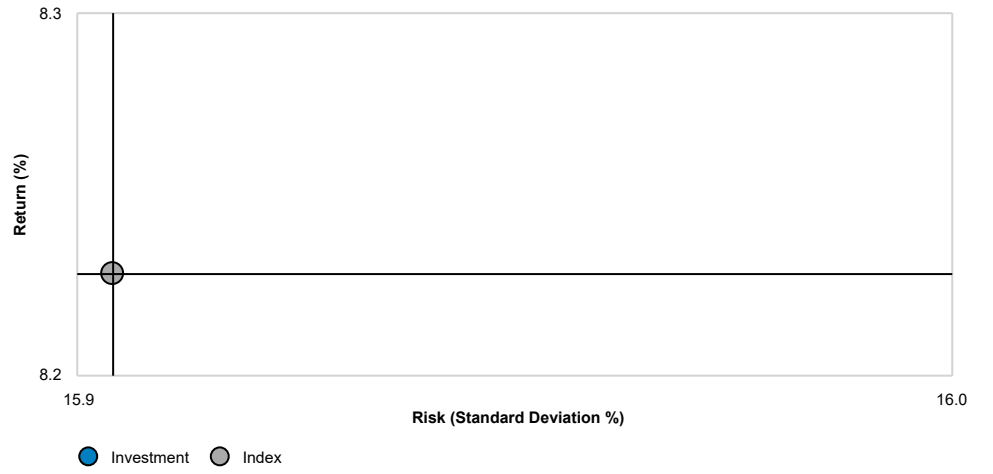 8.3
Return (%)
8.2
15.9
16.0
Risk (Standard Deviation %)
Investment Index